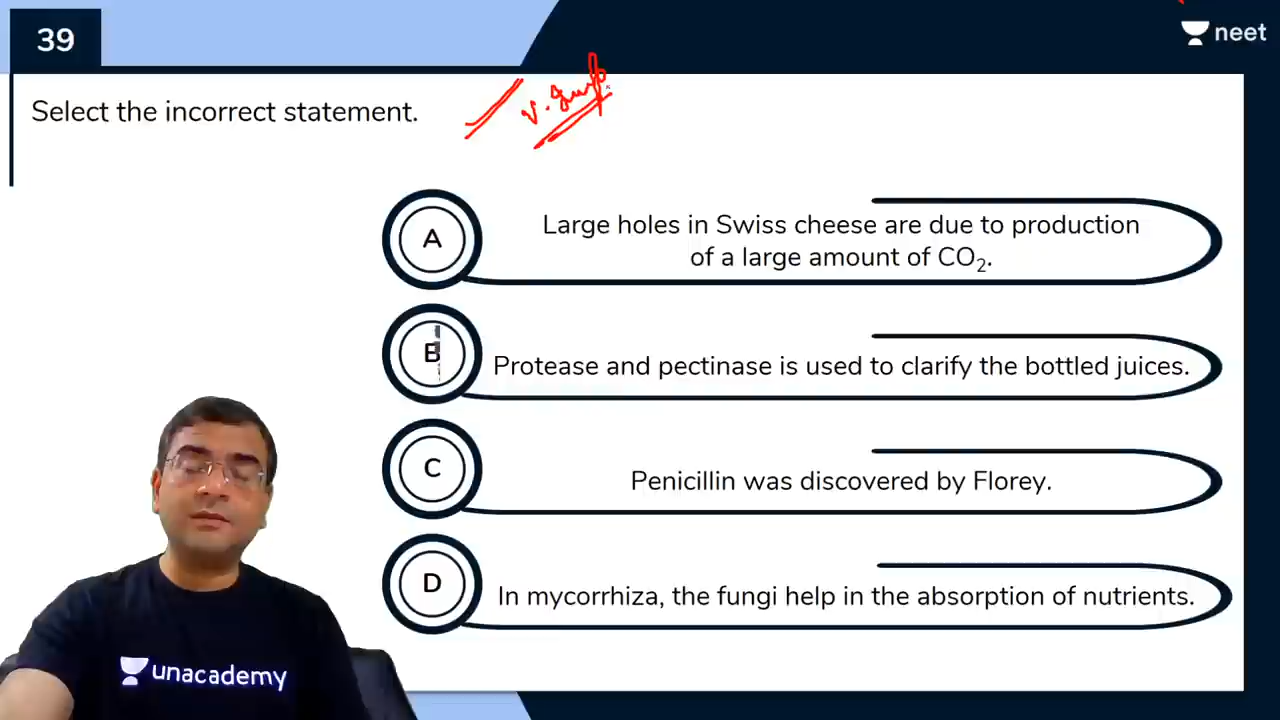 39
neet
Select the incorrect statement.
v. Imp
A
Large holes in Swiss cheese are due to production
of a large amount of CO₂.
B
Protease and pectinase is used to clarify the bottled juices.
C
Penicillin was discovered by Florey.
D
In mycorrhiza, the fungi help in the absorption of nutrients.
unacademy